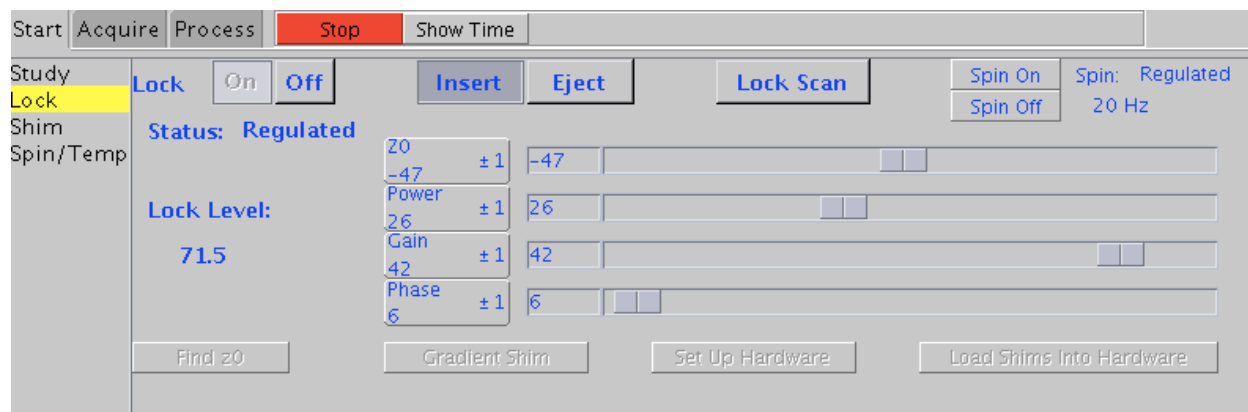 Start Acquire Process Stop Show Time
Study
Lock
Shim
Spin/Temp
Lock On Off Insert Eject Lock Scan Spin On Spin: Regulated
Spin Off 20 Hz
Status: Regulated
Z0 ±1 -47
-47
Power ±1 26
26
Lock Level:
71.5
Gain ±1 42
42
Phase ±1 6
6
Find z0 Gradient Shim Set Up Hardware Load Shims Into Hardware